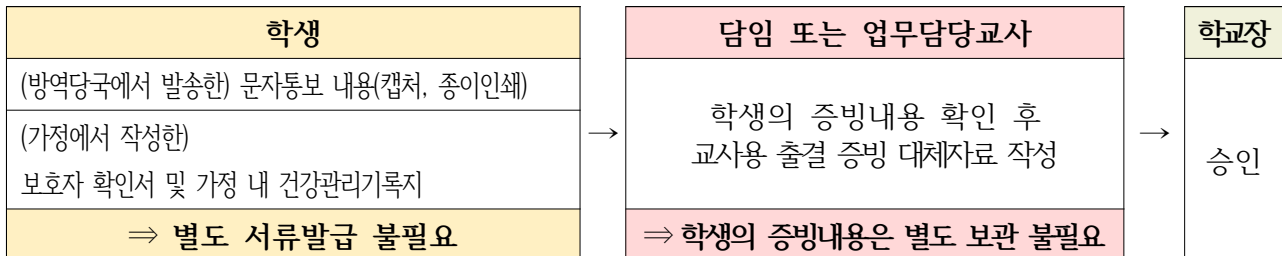 학생
(방역당국에서 발송한) 문자통보 내용(캡처, 종이인쇄)
(가정에서 작성한)
보호자 확인서 및 가정 내 건강관리기록지
⇒ 별도 서류발급 불필요
→
담임 또는 업무담당교사
학생의 증빙내용 확인 후
교사용 출결 증빙 대체자료 작성
⇒ 학생의 증빙내용은 별도 보관 불필요
→
학교장
승인